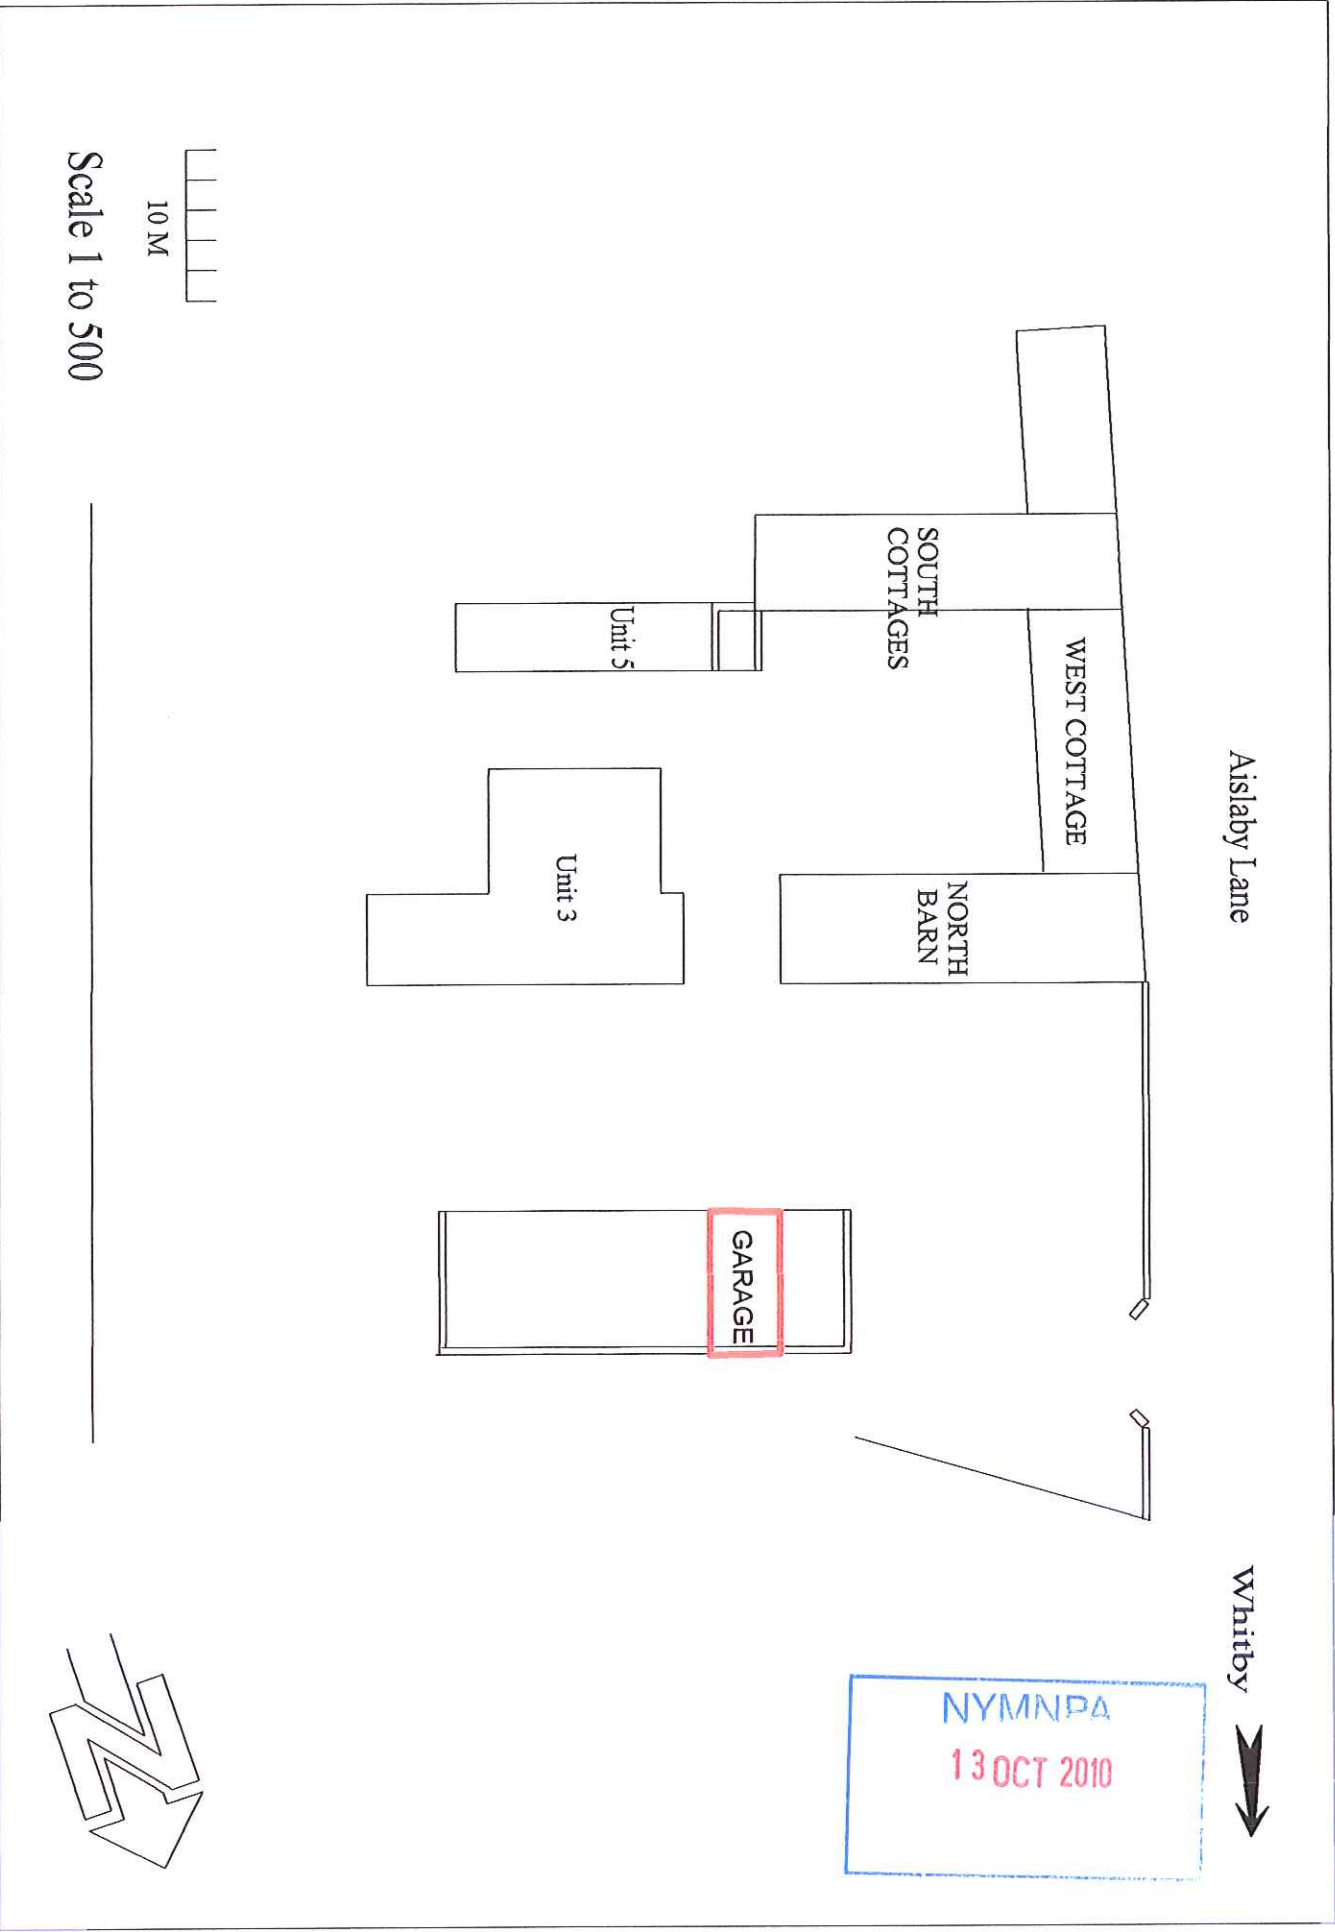 Aislaby Lane
Whitby
NYMNPA
13 OCT 2010
WEST COTTAGE
SOUTH
COTTAGES
NORTH
BARN
GARAGE
Unit 5
Unit 3
10 M
Scale 1 to 500
N